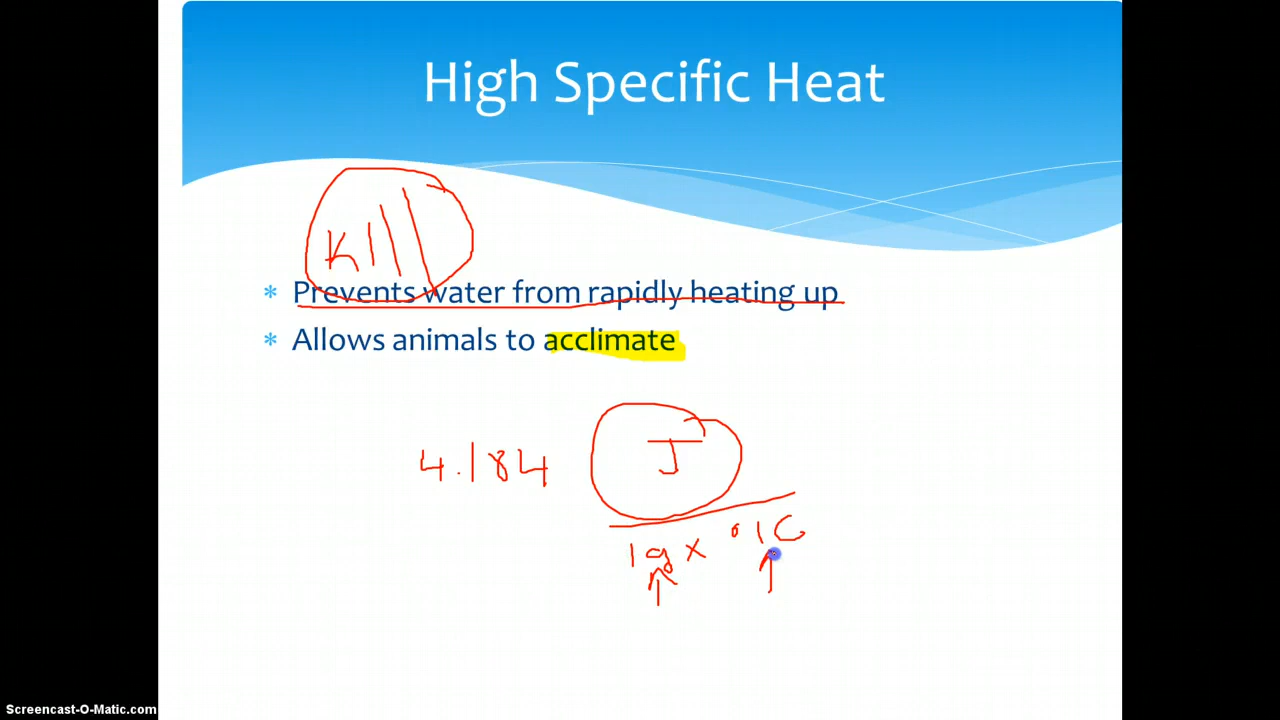 High Specific Heat
Kill
* Prevents water from rapidly heating up
* Allows animals to acclimate
4.184 J
1g x °1C
Screencast-O-Matic.com